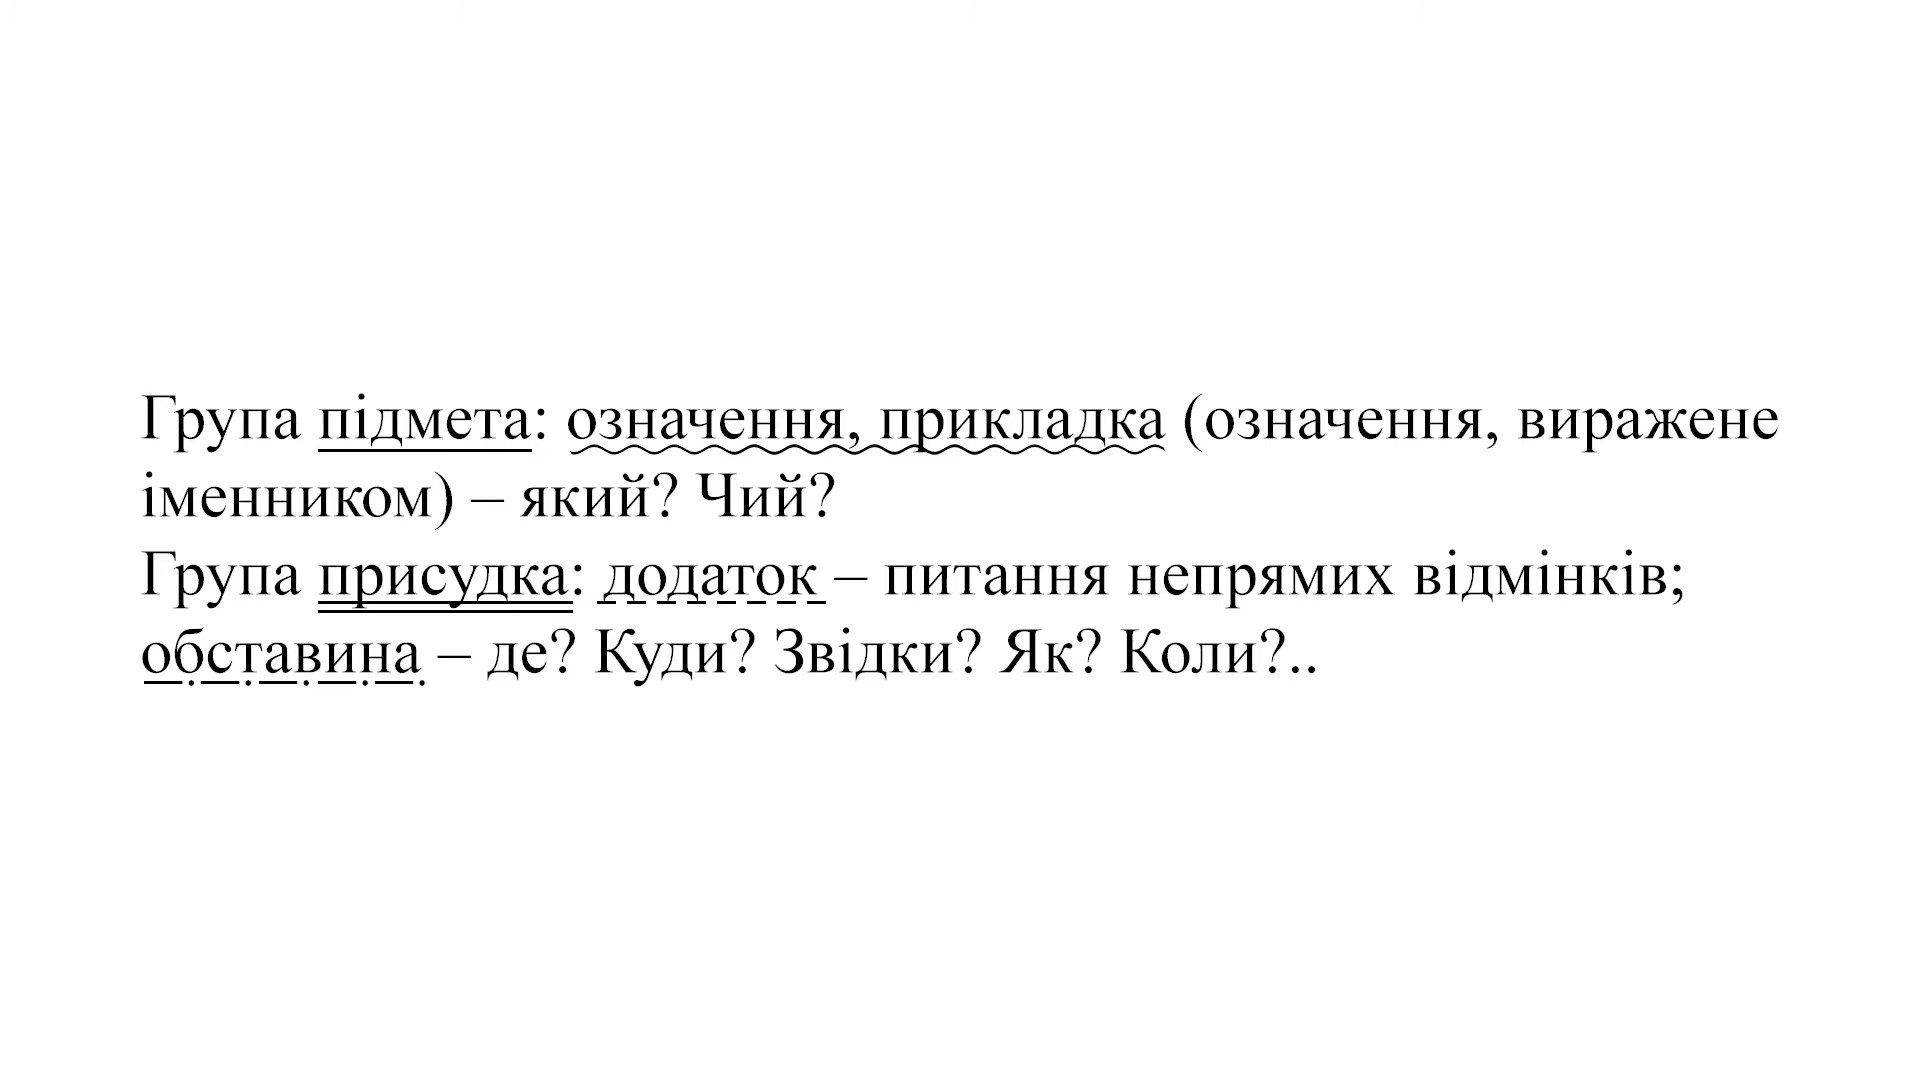 Група підмета: означення, прикладка (означення, виражене
іменником) – який? Чий?
Група присудка: додаток – питання непрямих відмінків;
обставина – де? Куди? Звідки? Як? Коли?..